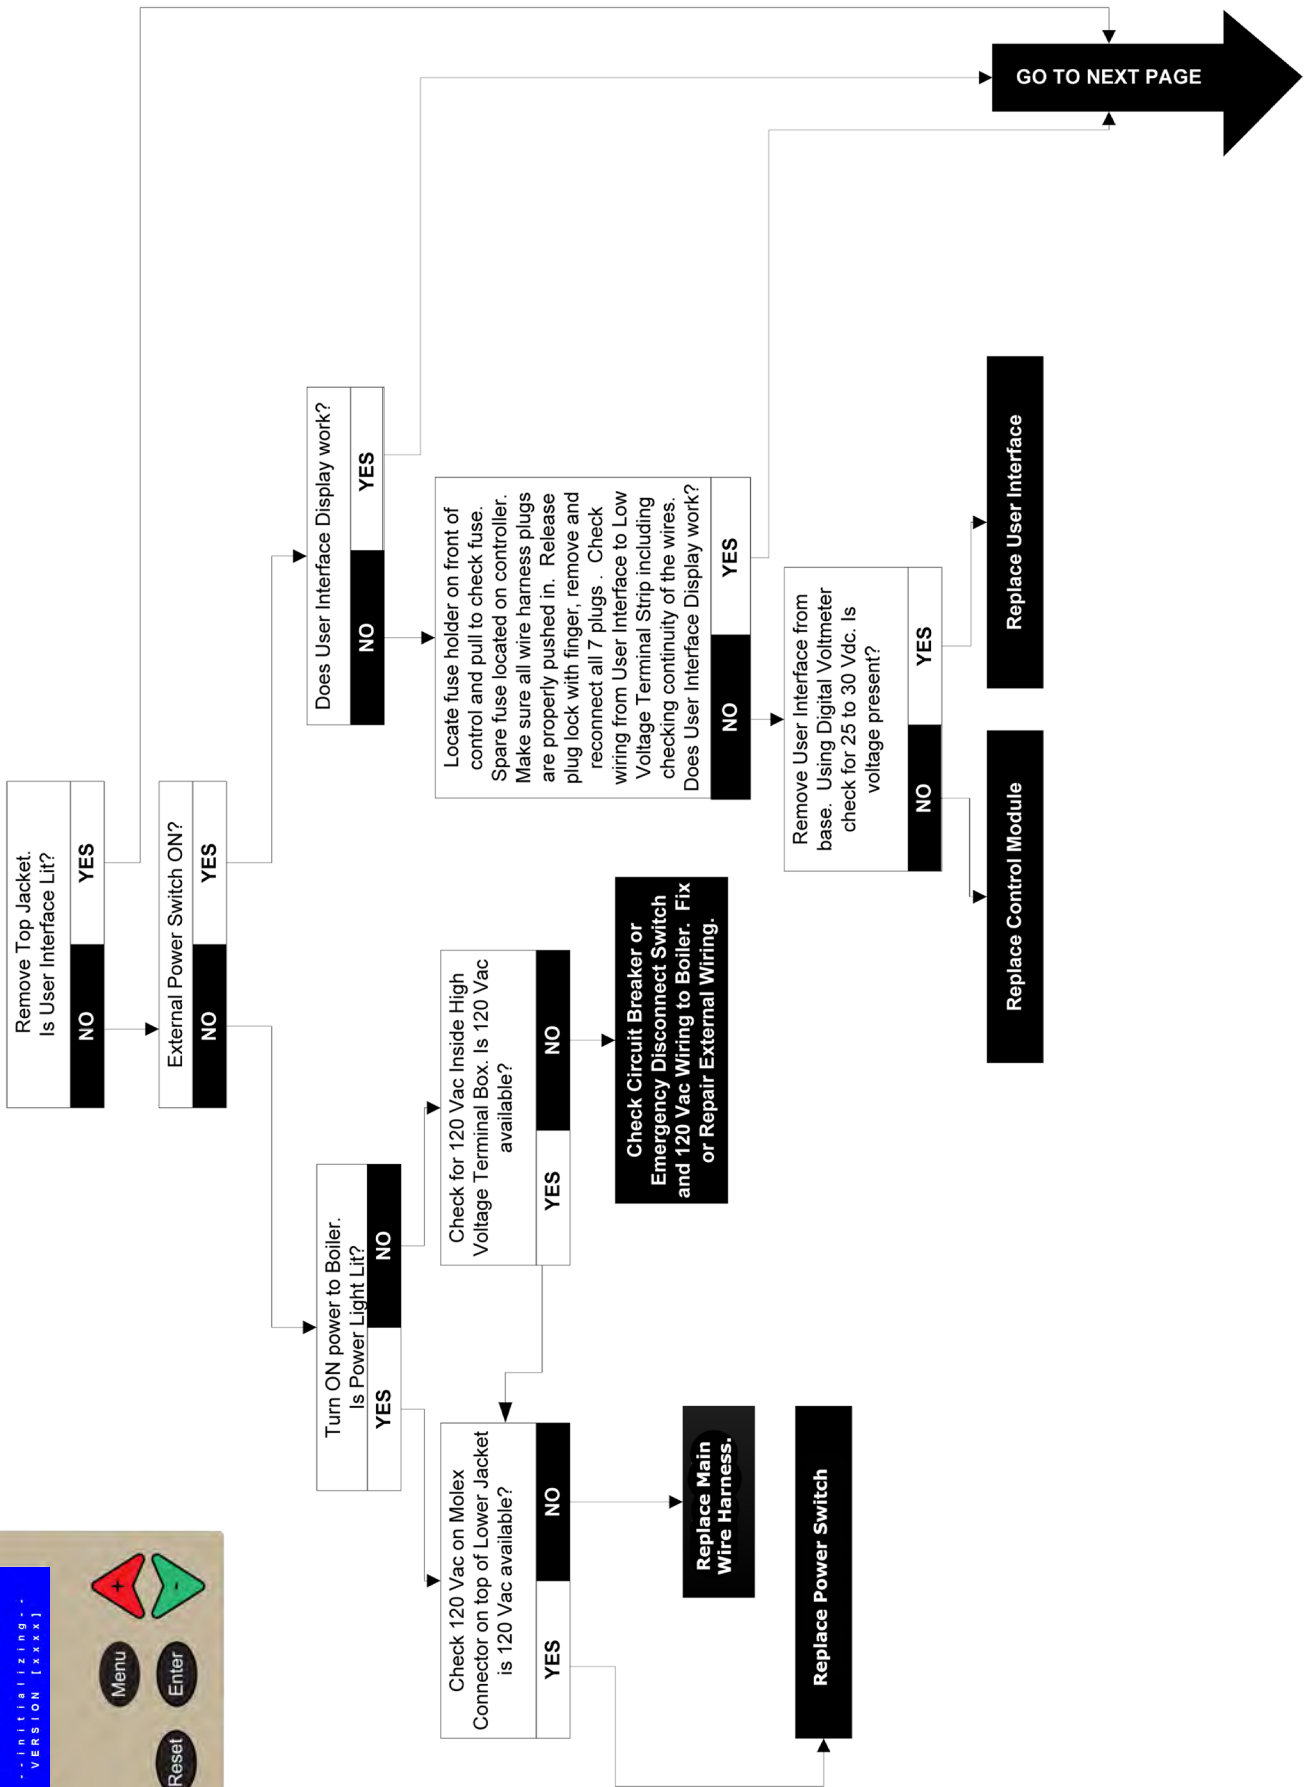 --initializing--
VERSION [xxxx]
Menu
Reset
Enter
+
-
Remove Top Jacket.
Is User Interface Lit?
NO
YES
External Power Switch ON?
NO
YES
Turn ON power to Boiler.
Is Power Light Lit?
YES
NO
Does User Interface Display work?
NO
YES
Check 120 Vac on Molex
Connector on top of Lower Jacket
is 120 Vac available?
YES
NO
Check for 120 Vac Inside High
Voltage Terminal Box. Is 120 Vac
available?
YES
NO
Locate fuse holder on front of
control and pull to check fuse.
Spare fuse located on controller.
Make sure all wire harness plugs
are properly pushed in. Release
plug lock with finger, remove and
reconnect all 7 plugs . Check
wiring from User Interface to Low
Voltage Terminal Strip including
checking continuity of the wires.
Does User Interface Display work?
NO
YES
Check Circuit Breaker or
Emergency Disconnect Switch
and 120 Vac Wiring to Boiler. Fix
or Repair External Wiring.
Replace Main
Wire Harness.
Replace Power Switch
Remove User Interface from
base. Using Digital Voltmeter
check for 25 to 30 Vdc. Is
voltage present?
NO
YES
Replace Control Module
Replace User Interface
GO TO NEXT PAGE